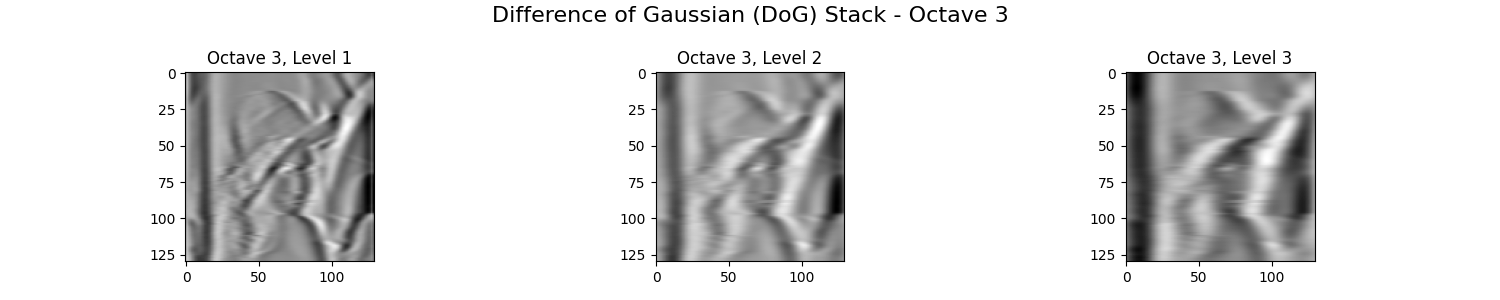 Difference of Gaussian (DoG) Stack - Octave 3
Octave 3, Level 1 Octave 3, Level 2 Octave 3, Level 3
0 0 0
25 25 25
50 50 50
75 75 75
100 100 100
125 125 125
0 50 100 0 50 100 0 50 100